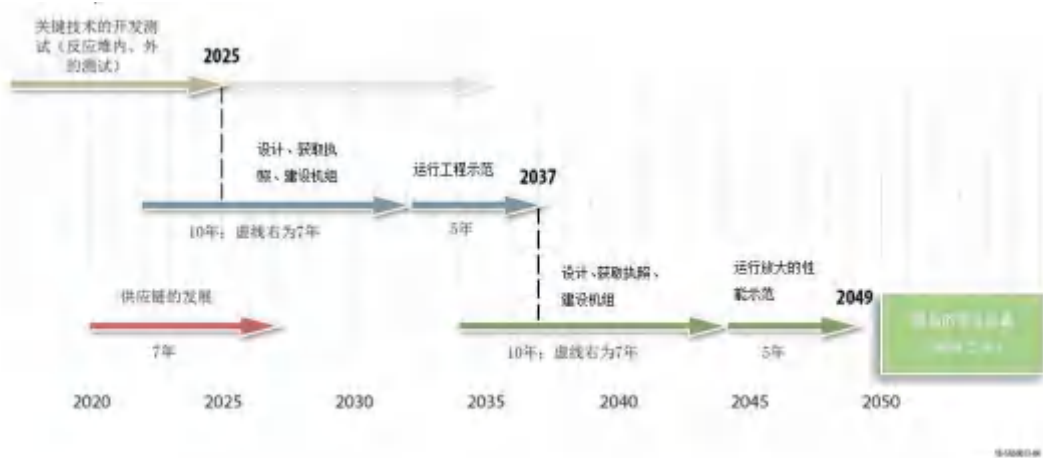 关键技术的开发测
试（反应堆内、外
的测试）
2025
设计、获取执
照、建设机组
运行工程示范
2037
10年；虚线右为7年
5年
供应链的发展
设计、获取执照、
建设机组
运行放大的性
能示范
2049
7年
10年；虚线右为7年
5年
2020
2025
2030
2035
2040
2045
2050